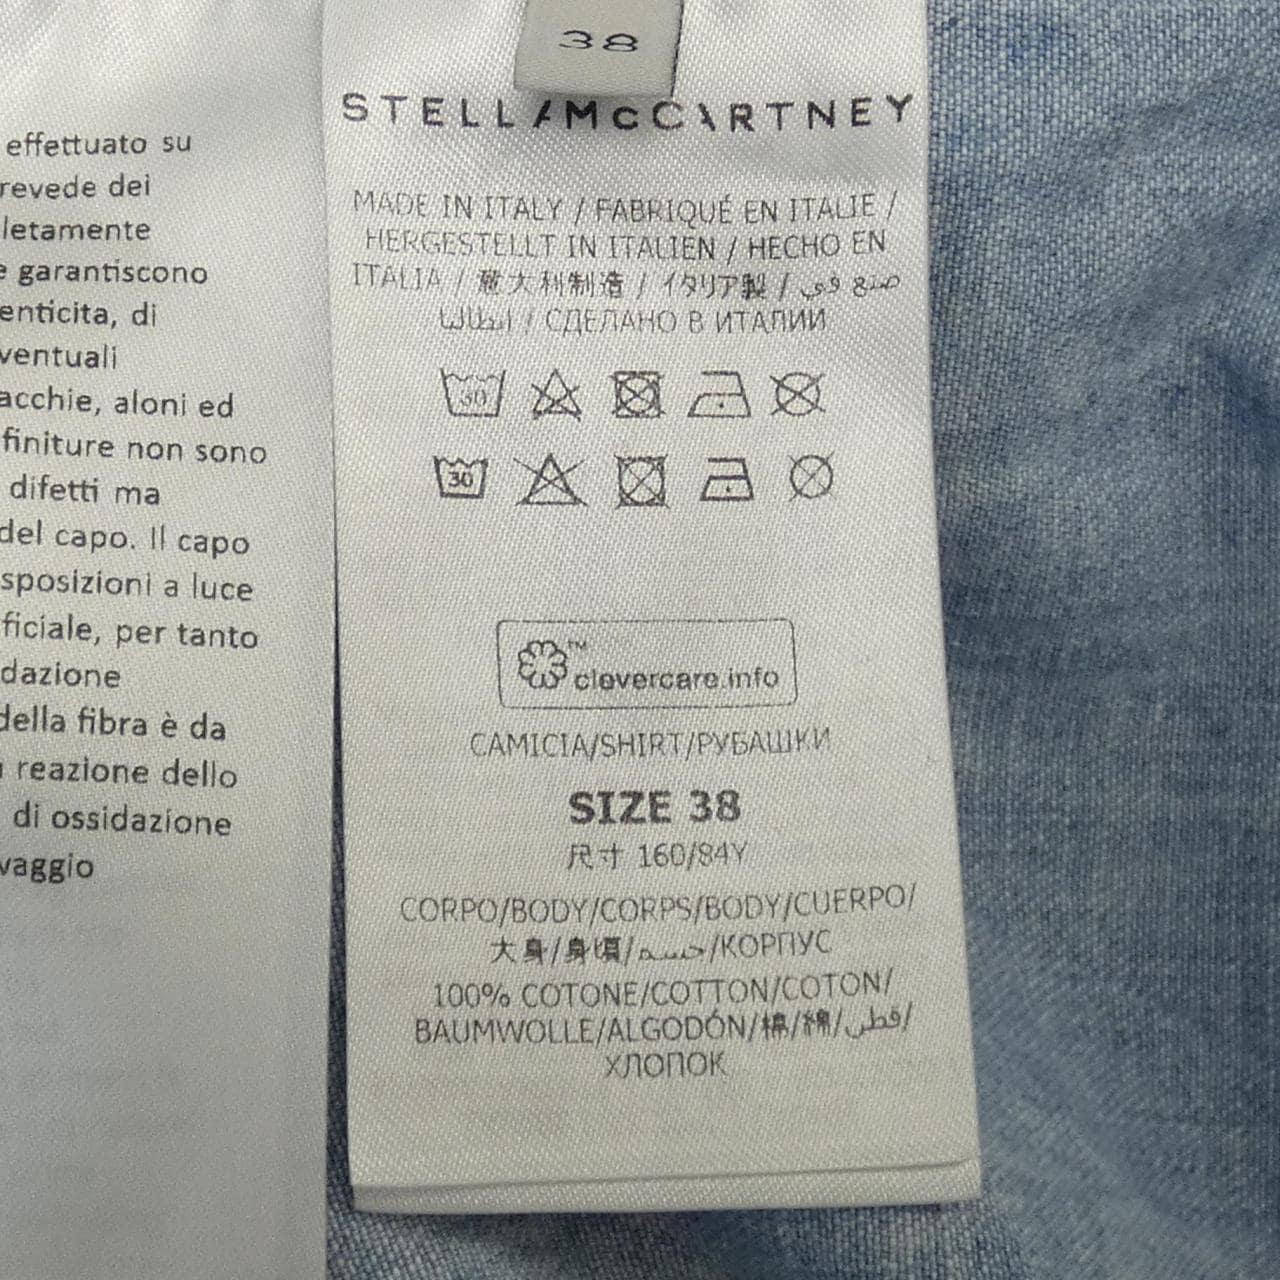 effettuato su
revede dei
letamente
e garantiscono
enticita, di
ventuali
acchie, aloni ed
finiture non sono
difetti ma
del capo. Il capo
sposizioni a luce
ficiale, per tanto
dazione
della fibra è da
reazione dello
di ossidazione
vaggio
38
STELLA McCARTNEY
MADE IN ITALY / FABRIQUÉ EN ITALIE /
HERGESTELLT IN ITALIEN / HECHO EN
ITALIA / 意大利制造 / イタリア製 / صنع في
ايطاليا / СДЕЛАНО В ИТАЛИИ
30
30
clevercare.info
CAMICIA/SHIRT/РУБАШКИ
SIZE 38
尺寸 160/84Y
CORPO/BODY/CORPS/BODY/CUERPO/
大身/身頃/جسم/КОРПУС
100% COTONE/COTTON/COTON/
BAUMWOLLE/ALGODÓN/棉/綿/قطن/
ХЛОПОК